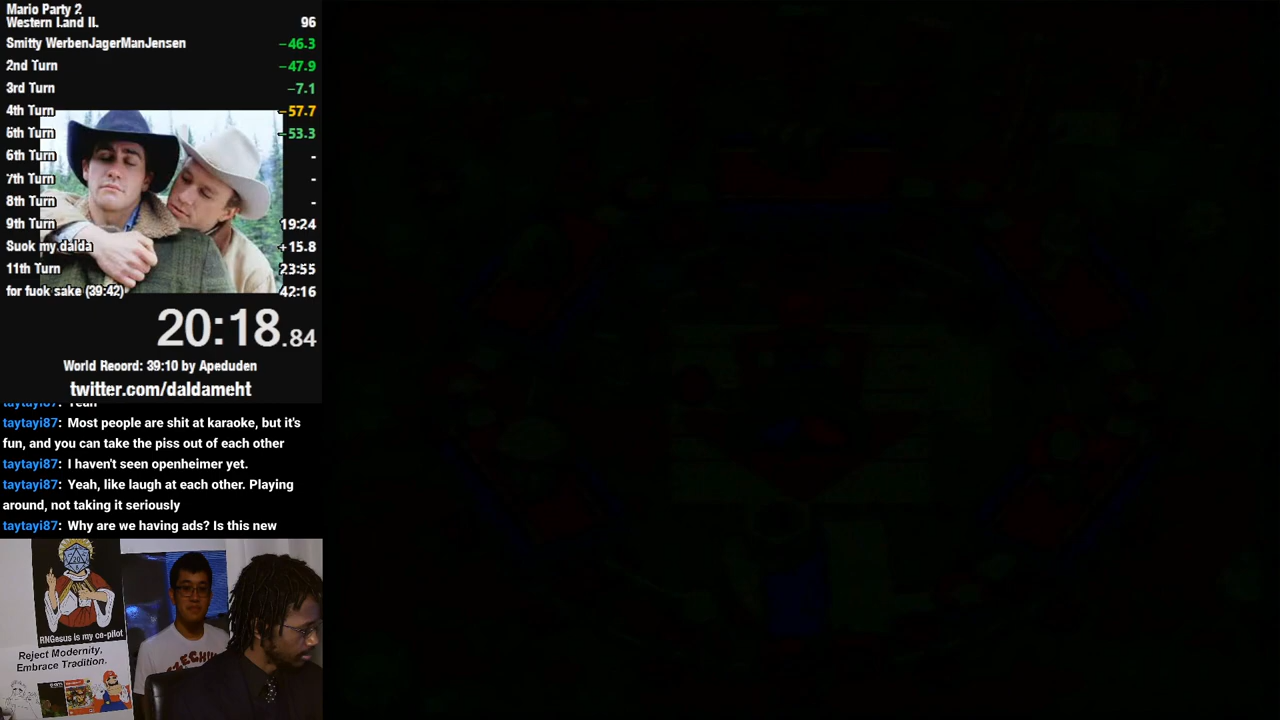 Mario Party 2
Western Land II. 96
Smitty WerbenJagerManJensen -46.3
2nd Turn -47.9
3rd Turn -7.1
4th Turn -57.7
5th Turn -53.3
6th Turn -
7th Turn -
8th Turn -
9th Turn 19:24
Suck my dalda +15.8
11th Turn 23:55
for fuck sake (39:42) 42:16
20:18.84
World Record: 39:10 by Apeduden
twitter.com/daldameht
taytayi87: Yeah
taytayi87: Most people are shit at karaoke, but it's
fun, and you can take the piss out of each other
taytayi87: I haven't seen openheimer yet.
taytayi87: Yeah, like laugh at each other. Playing
around, not taking it seriously
taytayi87: Why are we having ads? Is this new
RNGesus is my co-pilot
Reject Modernity,
Embrace Tradition.